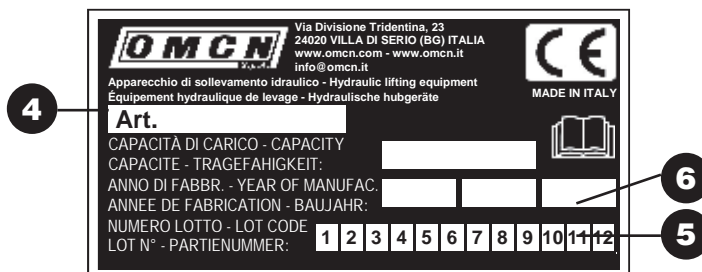 OMCN
Via Divisione Tridentina, 23
24020 VILLA DI SERIO (BG) ITALIA
www.omcn.com - www.omcn.it
info@omcn.it
CE
MADE IN ITALY
Apparecchio di sollevamento idraulico - Hydraulic lifting equipment
Équipement hydraulique de levage - Hydraulische hubgeräte
4
Art.
CAPACITÀ DI CARICO - CAPACITY
CAPACITE - TRAGEFAHIGKEIT:
ANNO DI FABBR. - YEAR OF MANUFAC.
ANNEE DE FABRICATION - BAUJAHR:
6
NUMERO LOTTO - LOT CODE
LOT N° - PARTIENUMMER:
1 2 3 4 5 6 7 8 9 10 11 12
5